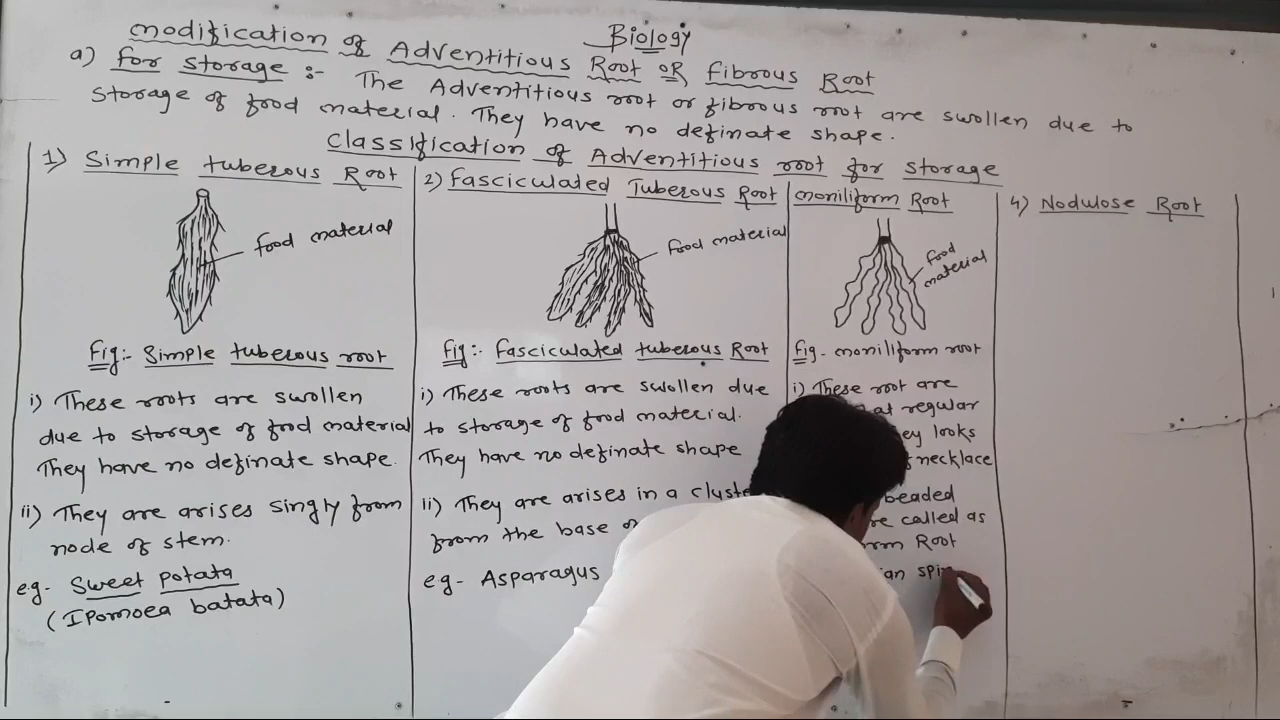 Biology
modification of Adventitious Root OR fibrous Root
a) for storage :- The Adventitious root or fibrous root are swollen due to
storage of food material. They have no definate shape.
Classification of Adventitious root for storage
1) Simple tuberous Root
food material
Fig:- Simple tuberous root
i) These roots are swollen
due to storage of food material
They have no definate shape.
ii) They are arises singly from
node of stem.
e.g. Sweet potata
(Ipomoea batata)
2) Fasciculated Tuberous Root
food material
Fig:- Fasciculated tuberous Root
i) These roots are swollen due
to storage of food material.
They have no definate shape
ii) They are arises in a
from the base
eg- Asparagus
moniliform Root
food
material
Fig- moniliform root
i) These root are
at regular
looks
necklace
beaded
called as
Root
4) Nodulose Root